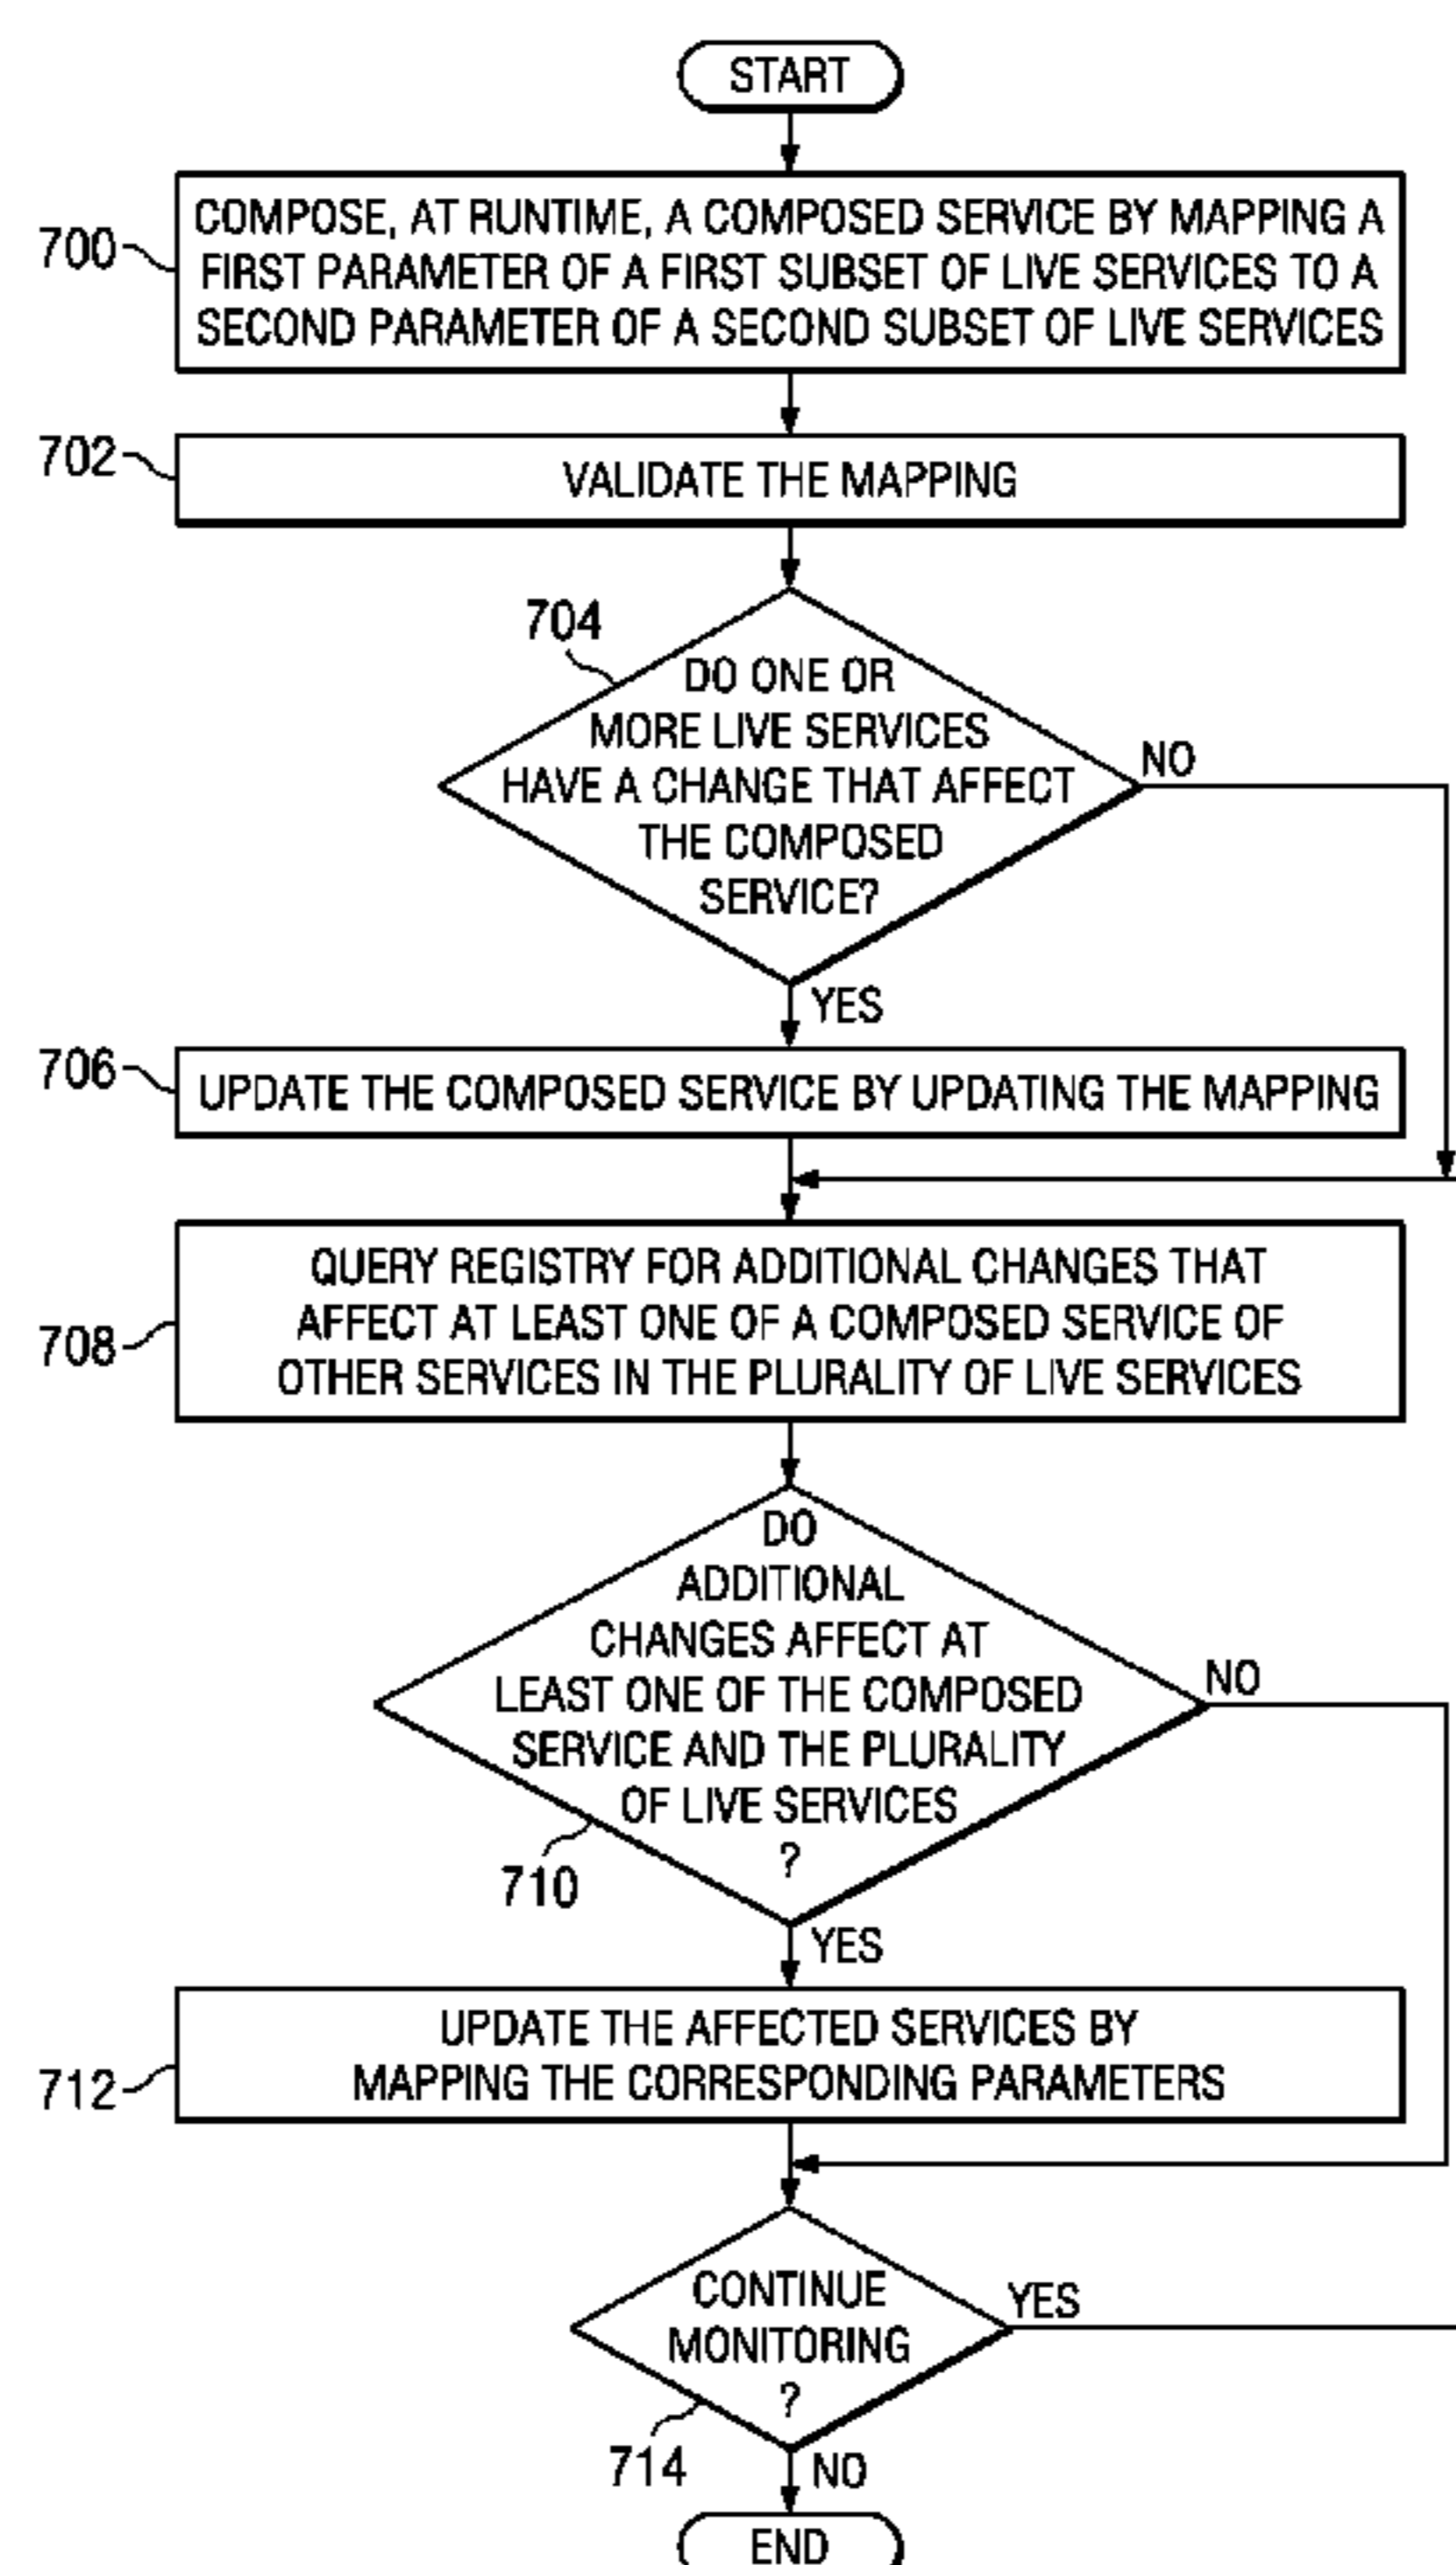 START
700
COMPOSE, AT RUNTIME, A COMPOSED SERVICE BY MAPPING A
FIRST PARAMETER OF A FIRST SUBSET OF LIVE SERVICES TO A
SECOND PARAMETER OF A SECOND SUBSET OF LIVE SERVICES
702
VALIDATE THE MAPPING
704
DO ONE OR
MORE LIVE SERVICES
HAVE A CHANGE THAT AFFECT
THE COMPOSED
SERVICE?
NO
YES
706
UPDATE THE COMPOSED SERVICE BY UPDATING THE MAPPING
708
QUERY REGISTRY FOR ADDITIONAL CHANGES THAT
AFFECT AT LEAST ONE OF A COMPOSED SERVICE OF
OTHER SERVICES IN THE PLURALITY OF LIVE SERVICES
DO
ADDITIONAL
CHANGES AFFECT AT
LEAST ONE OF THE COMPOSED
SERVICE AND THE PLURALITY
OF LIVE SERVICES
?
NO
710
YES
712
UPDATE THE AFFECTED SERVICES BY
MAPPING THE CORRESPONDING PARAMETERS
CONTINUE
MONITORING
?
YES
714
NO
END